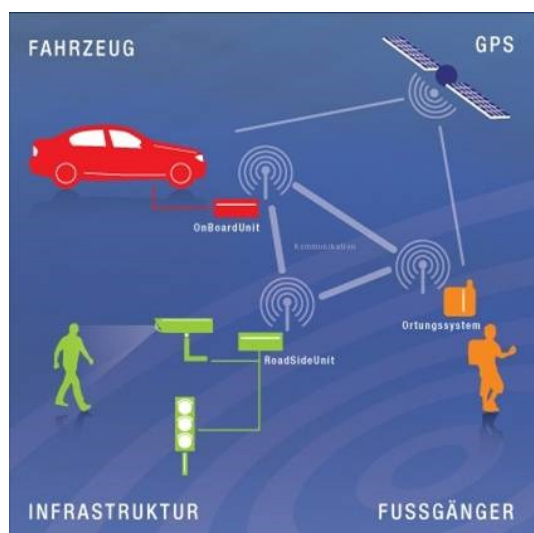 FAHRZEUG
GPS
OnBoardUnit
Kommunikation
Ortungssystem
RoadSideUnit
INFRASTRUKTUR
FUSSGÄNGER